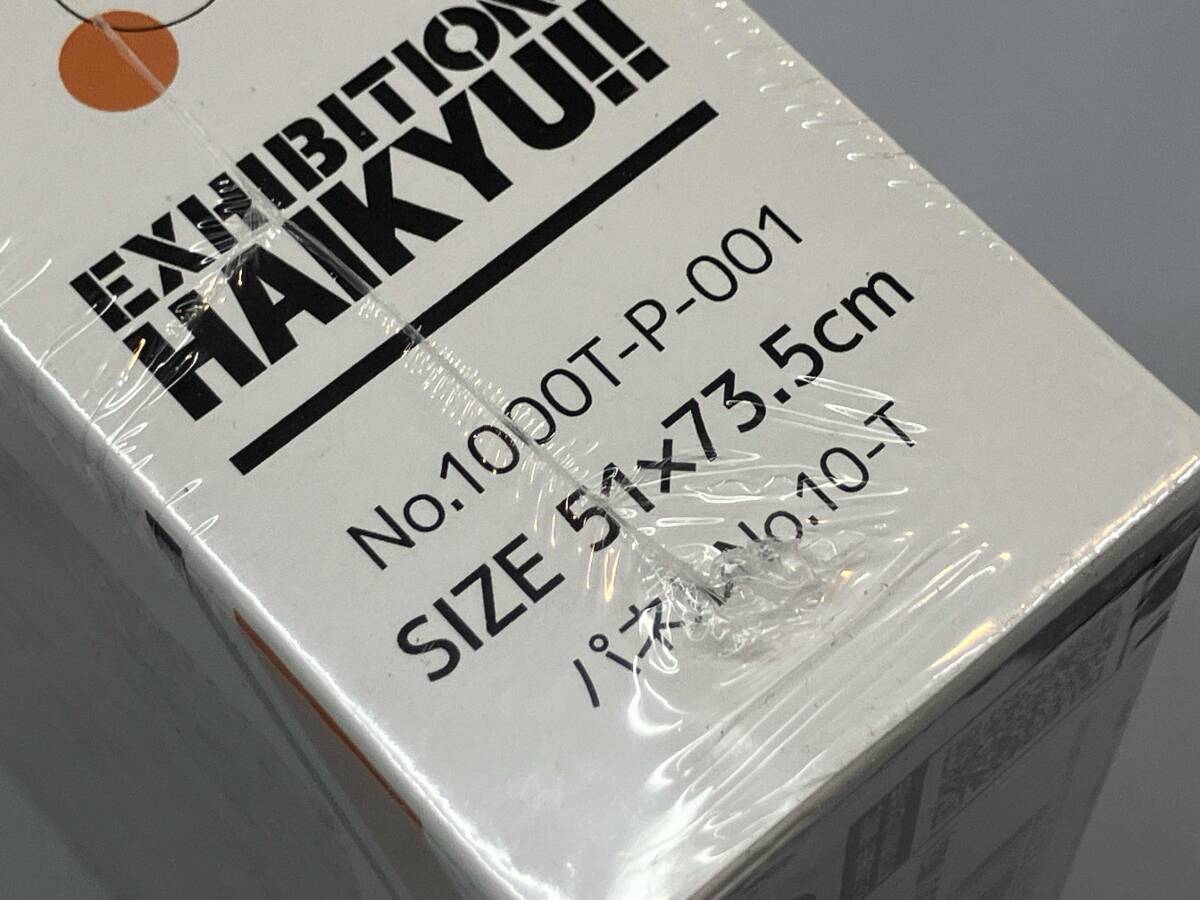 EXHIBITION
HAIKYU!!
No.1000T-P-001
SIZE 51×73.5cm
パネルNo.10-T